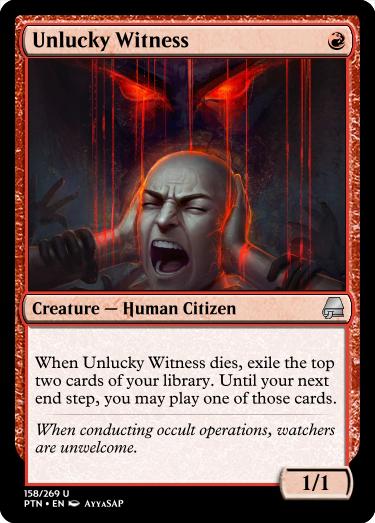 Unlucky Witness
Creature — Human Citizen
When Unlucky Witness dies, exile the top
two cards of your library. Until your next
end step, you may play one of those cards.
When conducting occult operations, watchers
are unwelcome.
1/1
158/269 U
PTN • EN AyyaSAP